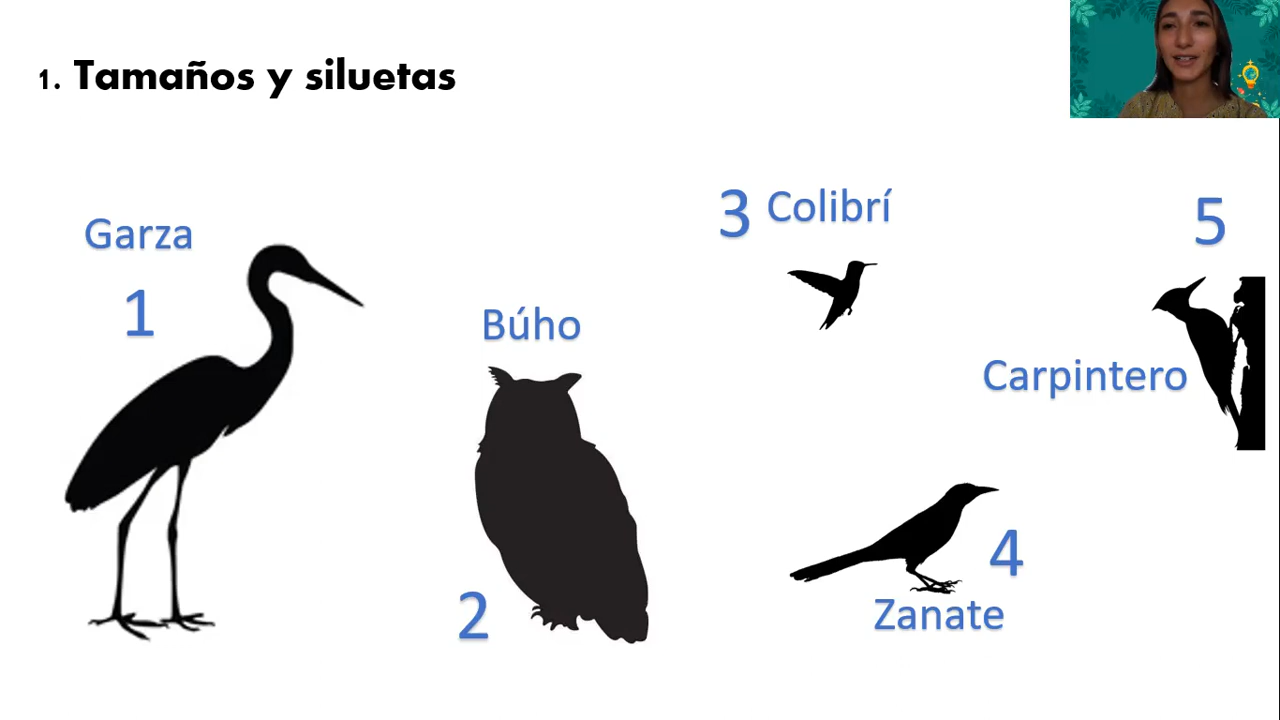 1. Tamaños y siluetas
Garza
1
Búho
2
3 Colibrí
4
Zanate
5
Carpintero